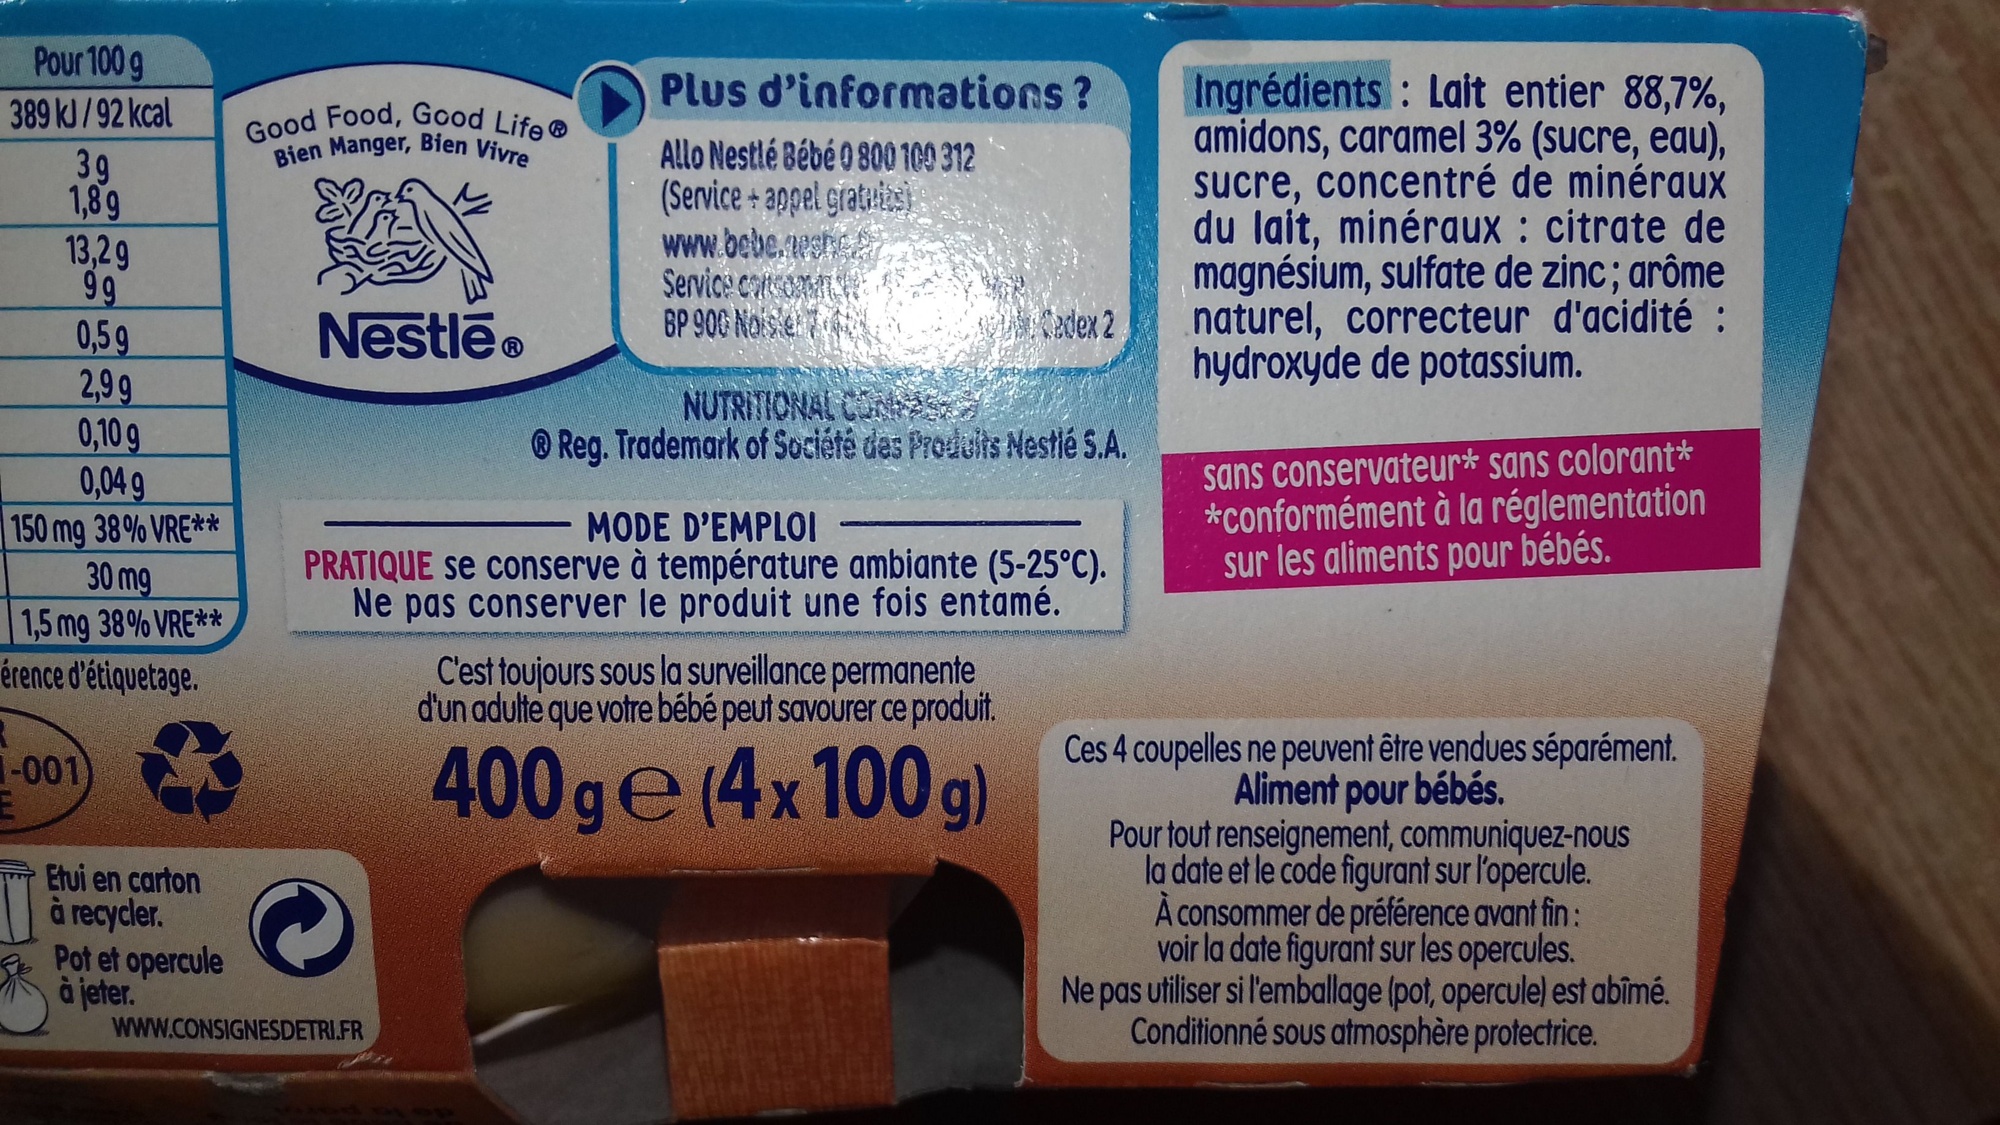 Pour 100 g
389 kJ / 92 kcal
3 g
1,8 g
13,2 g
9 g
0,5 g
2,9 g
0,10 g
0,04 g
150 mg 38% VRE**
30 mg
1,5 mg 38% VRE**
érence d'étiquetage.
-001
Etui en carton
à recycler.
Pot et opercule
à jeter.
WWW.CONSIGNESDETRI.FR
Good Food, Good Life®
Bien Manger, Bien Vivre
Nestlé®
Plus d'informations ?
Allo Nestlé Bébé 0 800 100 312
(Service + appel gratuits)
Service
BP 900 Cedex 2
NUTRITIONAL
® Reg. Trademark of Société des Produits Nestlé S.A.
MODE D'EMPLOI
PRATIQUE se conserve à température ambiante (5-25°C).
Ne pas conserver le produit une fois entamé.
C'est toujours sous la surveillance permanente
d'un adulte que votre bébé peut savourer ce produit.
400 g e (4 x 100 g)
Ingrédients : Lait entier 88,7%,
amidons, caramel 3% (sucre, eau),
sucre, concentré de minéraux
du lait, minéraux : citrate de
magnésium, sulfate de zinc ; arôme
naturel, correcteur d'acidité :
hydroxyde de potassium.
sans conservateur* sans colorant*
*conformément à la réglementation
sur les aliments pour bébés.
Ces 4 coupelles ne peuvent être vendues séparément.
Aliment pour bébés.
Pour tout renseignement, communiquez-nous
la date et le code figurant sur l'opercule.
À consommer de préférence avant fin :
voir la date figurant sur les opercules.
Ne pas utiliser si l'emballage (pot, opercule) est abîmé.
Conditionné sous atmosphère protectrice.